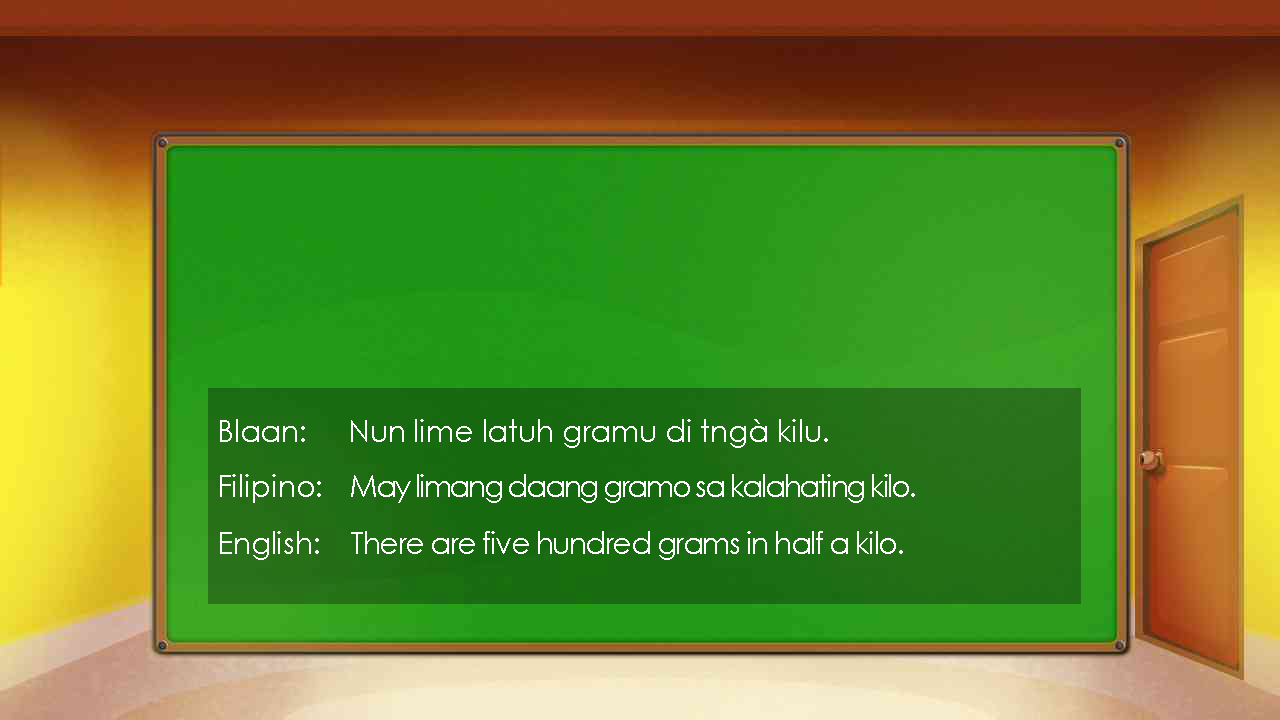 Blaan: Nun lime latuh gramu di tngà kilu.
Filipino: May limang daang gramo sa kalahating kilo.
English: There are five hundred grams in half a kilo.